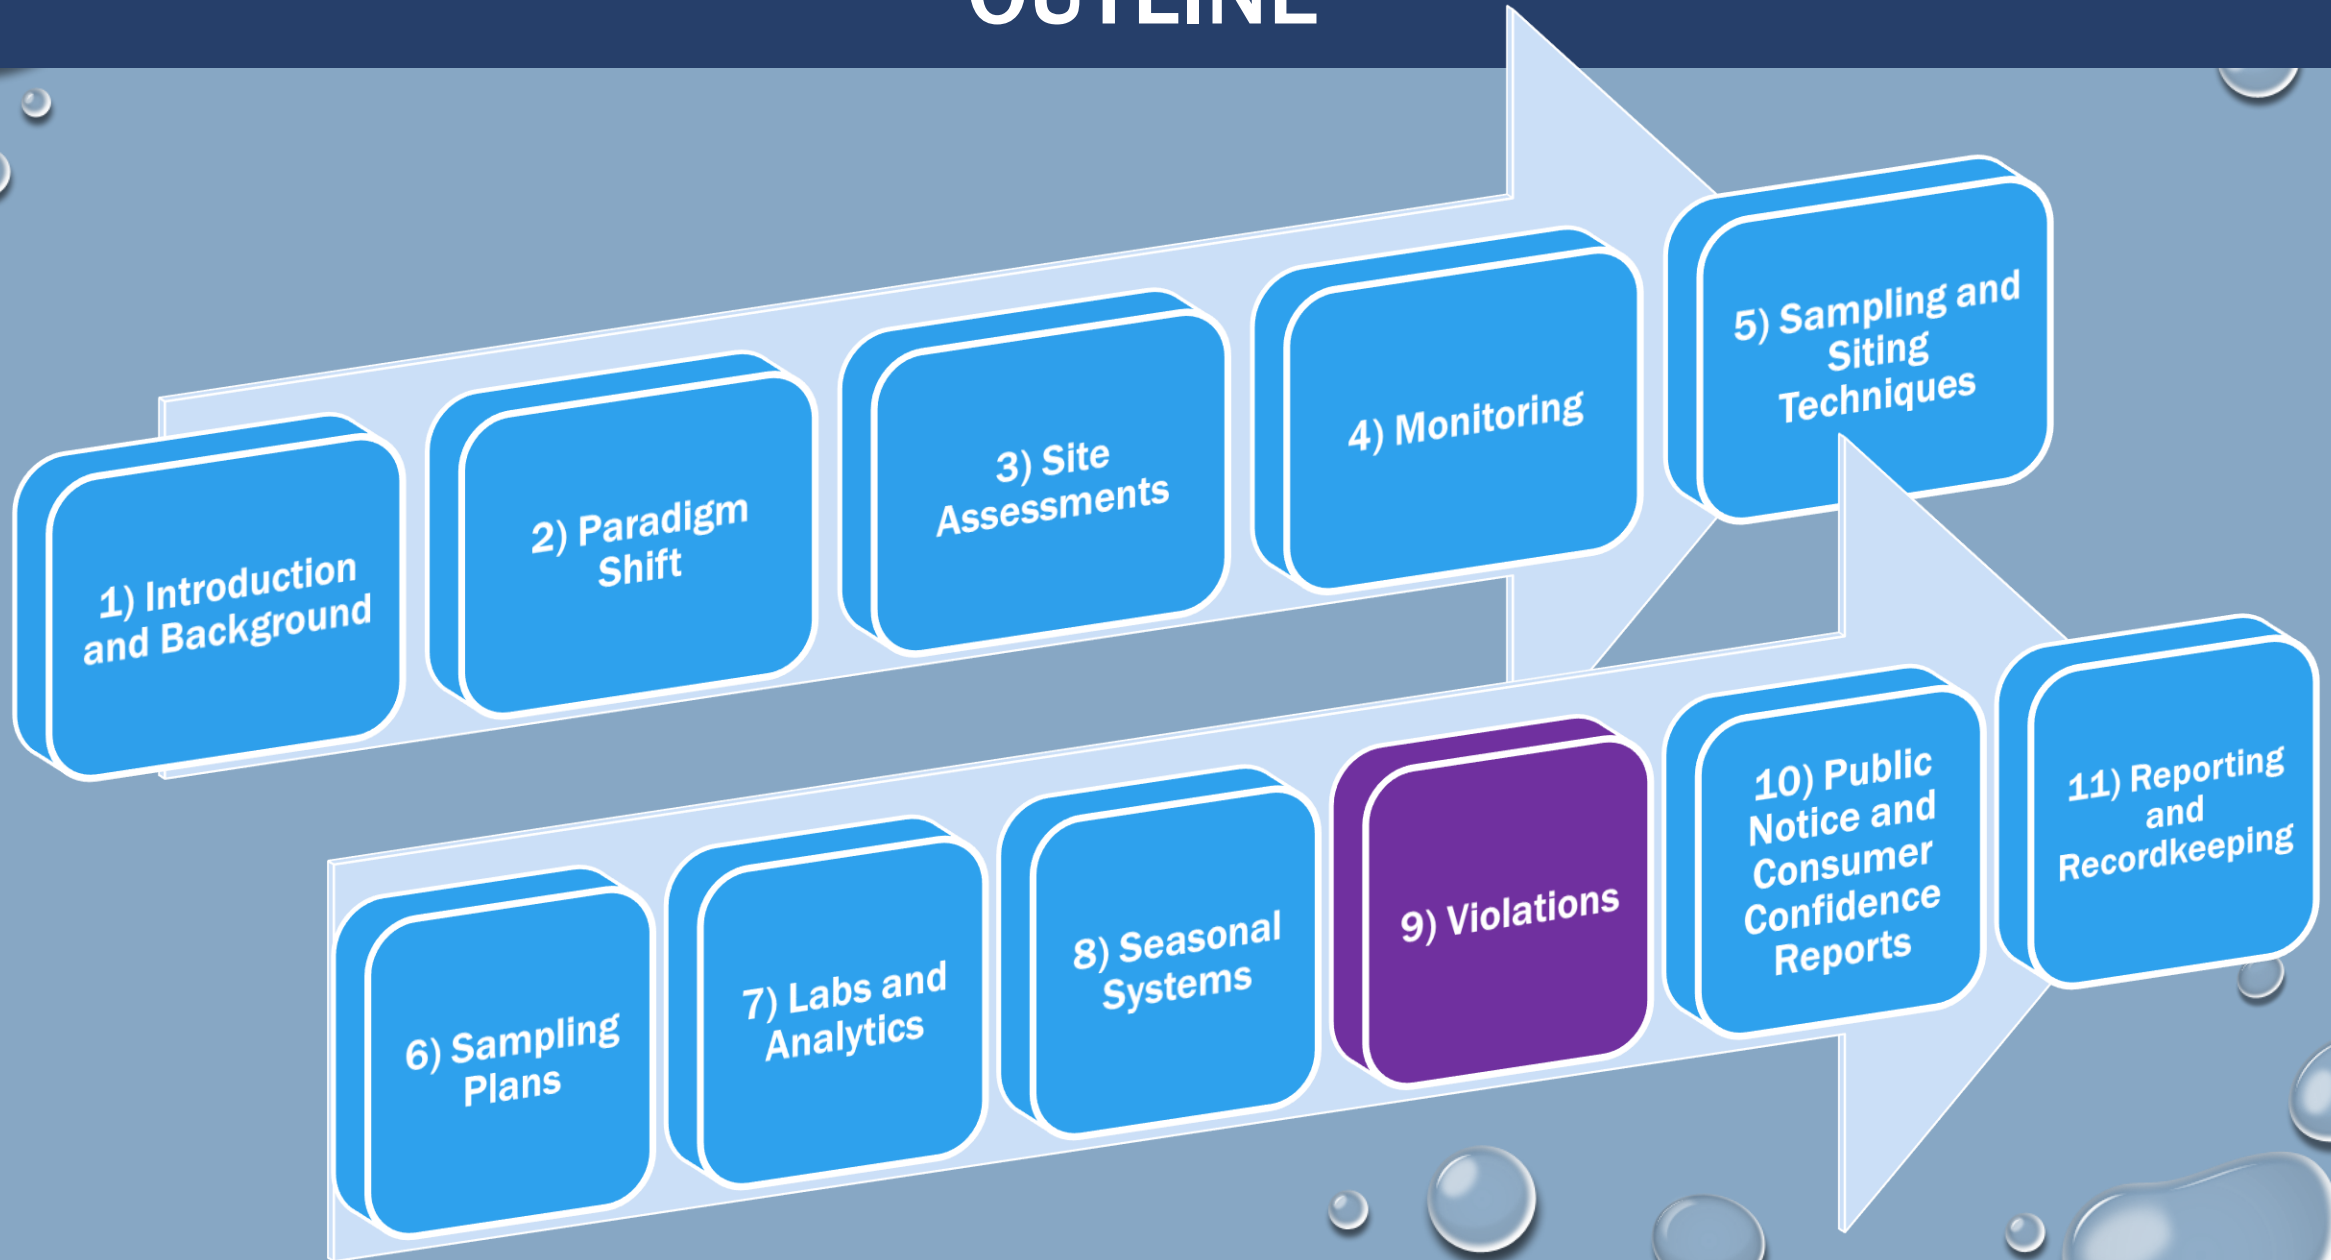 OUTLINE
1) Introduction
and Background
2) Paradigm
Shift
3) Site
Assessments
4) Monitoring
5) Sampling and
Siting
Techniques
6) Sampling
Plans
7) Labs and
Analytics
8) Seasonal
Systems
9) Violations
10) Public
Notice and
Consumer
Confidence
Reports
11) Reporting
and
Recordkeeping